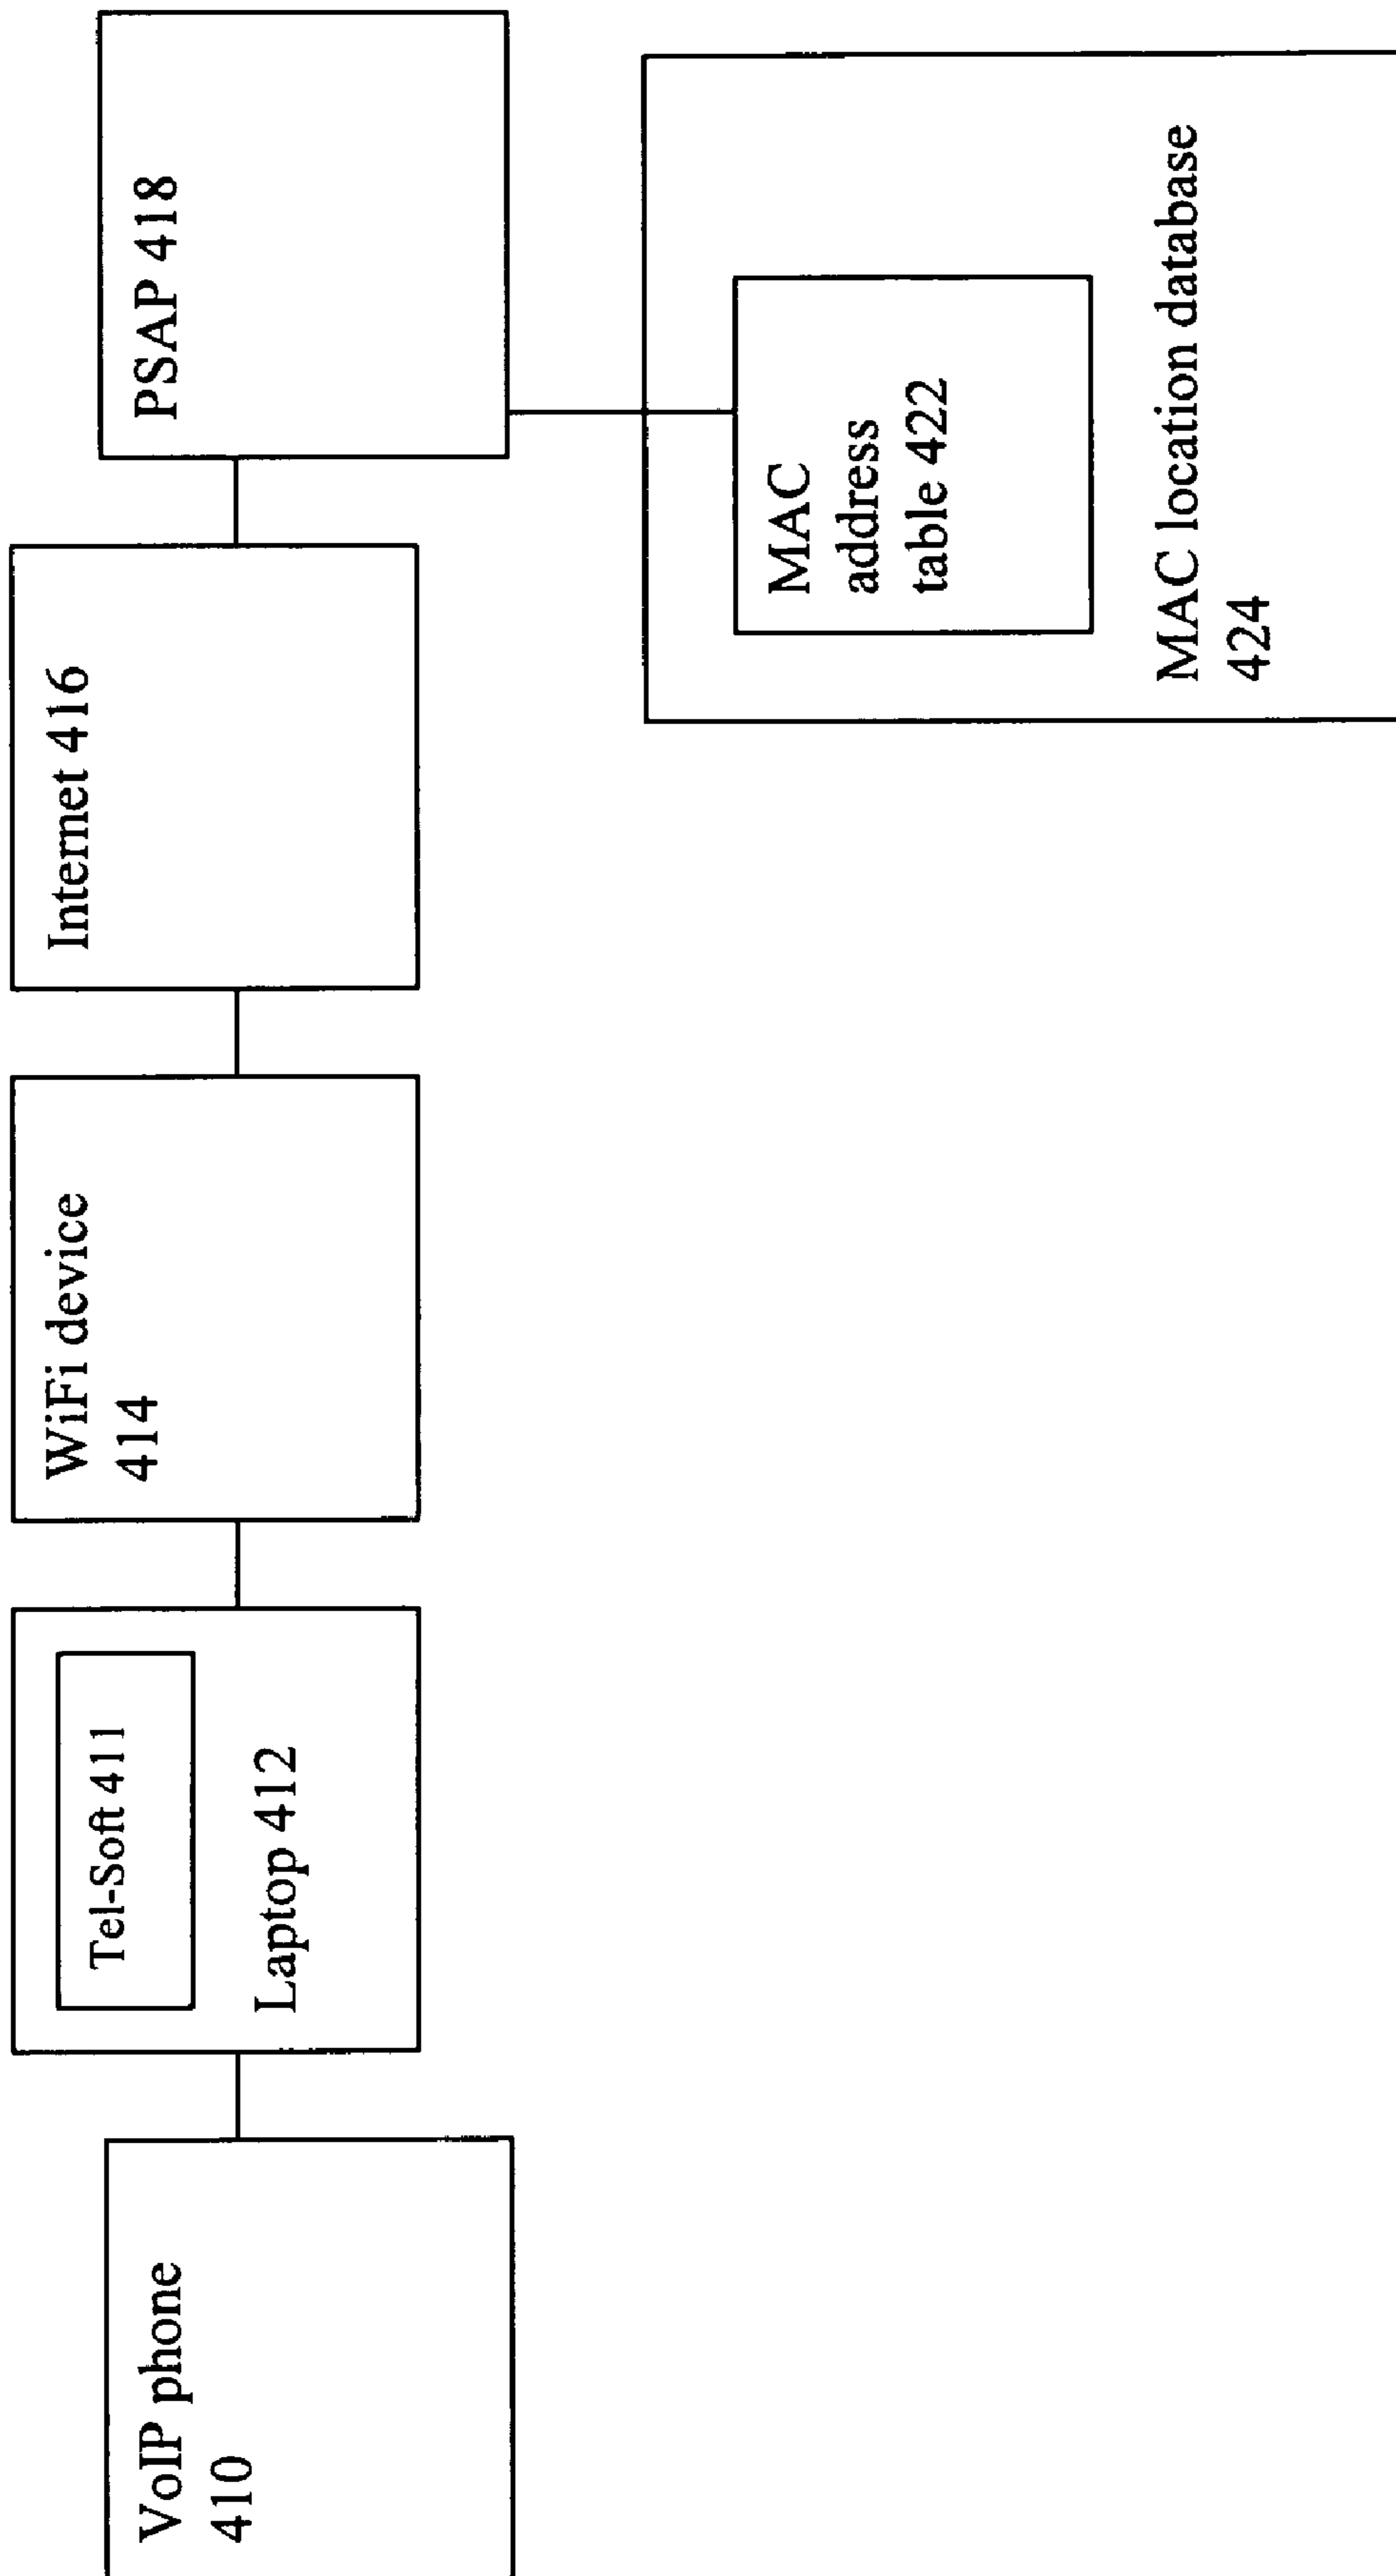 VoIP phone
410
Tel-Soft 411
Laptop 412
WiFi device
414
Internet 416
PSAP 418
MAC
address
table 422
MAC location database
424